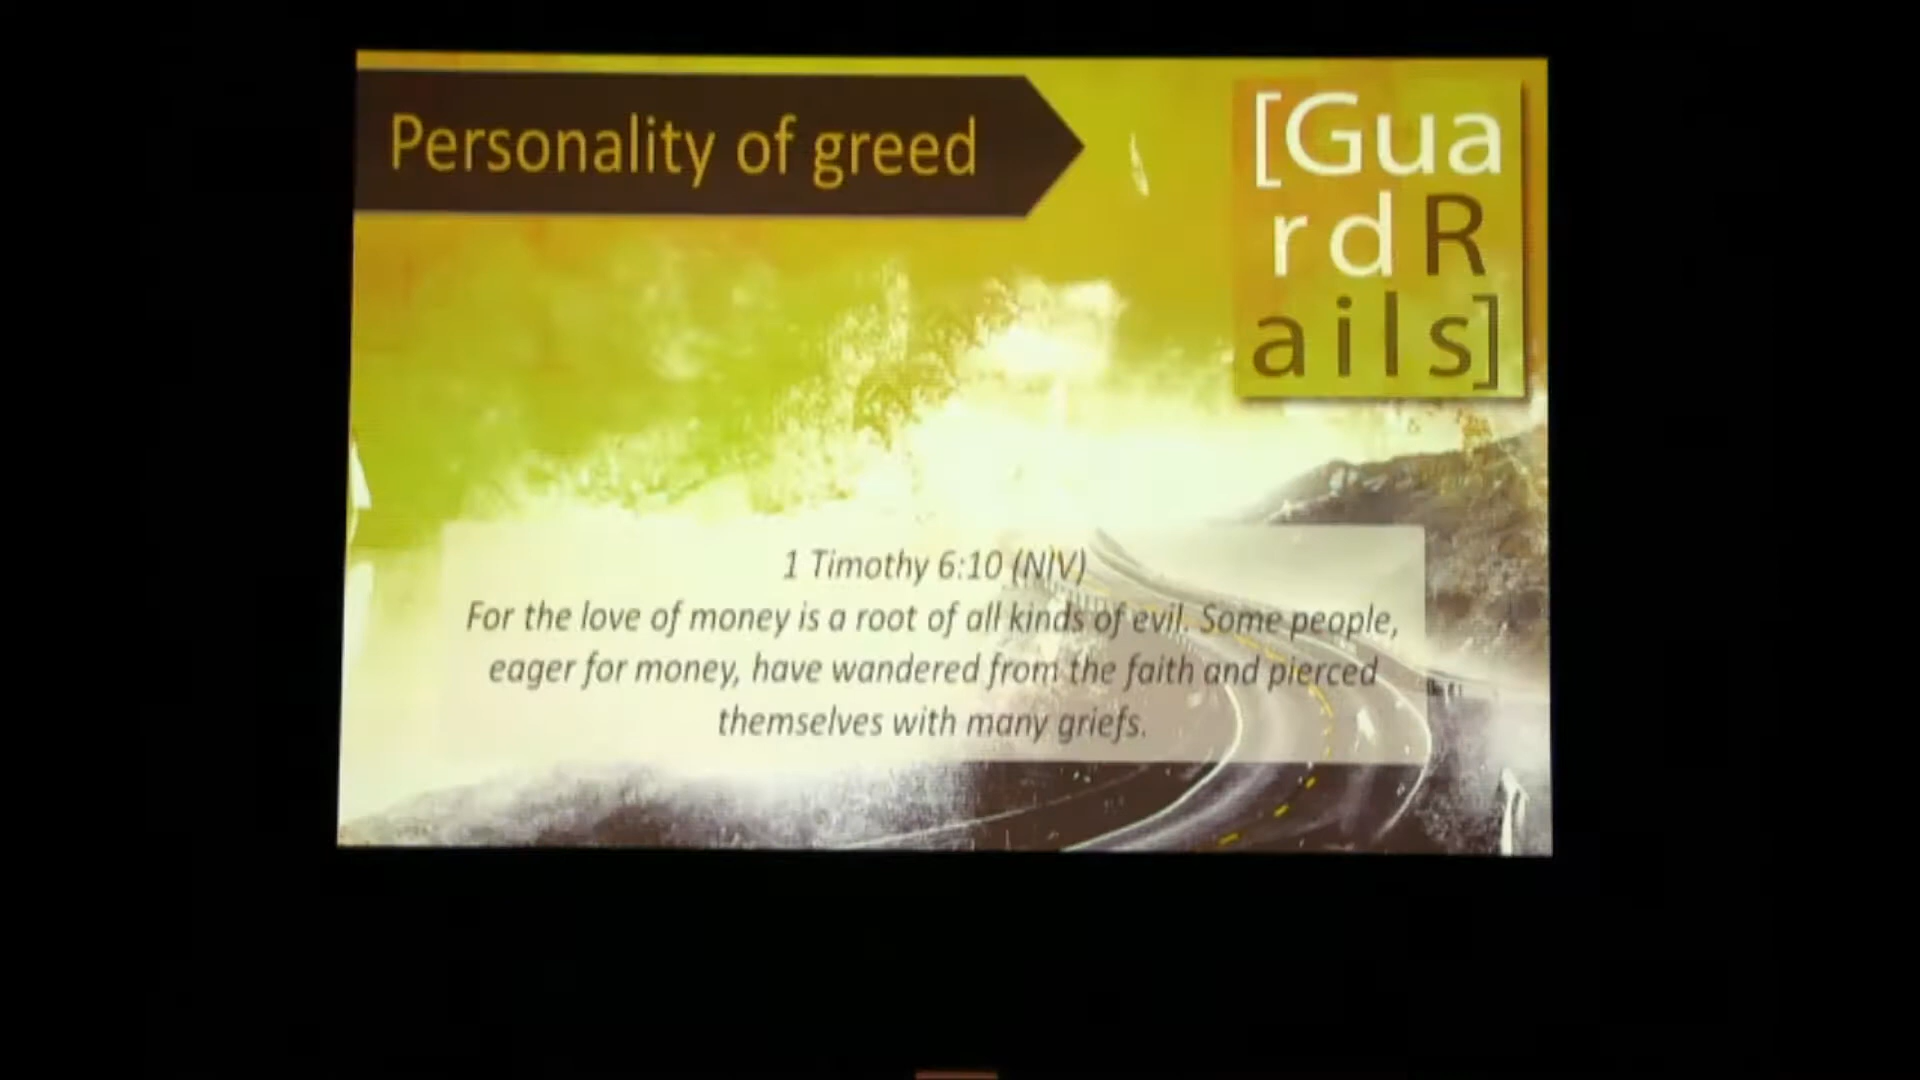 Personality of greed
[Gua
rdR
ails]
1 Timothy 6:10 (NIV)
For the love of money is a root of all kinds of evil. Some people,
eager for money, have wandered from the faith and pierced
themselves with many griefs.